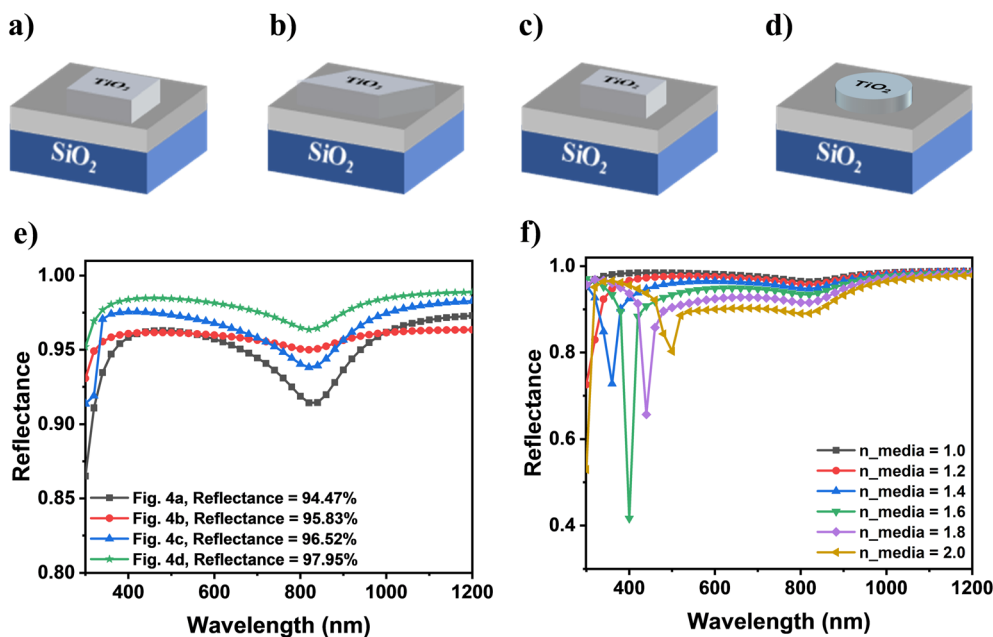 a)
b)
c)
d)
TiO₂
SiO₂
TiO₂
SiO₂
TiO₂
SiO₂
TiO₂
SiO₂
e)
Reflectance
1.00
0.95
0.90
0.85
0.80
Fig. 4a, Reflectance = 94.47%
Fig. 4b, Reflectance = 95.83%
Fig. 4c, Reflectance = 96.52%
Fig. 4d, Reflectance = 97.95%
400 600 800 1000 1200
Wavelength (nm)
f)
Reflectance
1.0
0.8
0.6
0.4
n_media = 1.0
n_media = 1.2
n_media = 1.4
n_media = 1.6
n_media = 1.8
n_media = 2.0
400 600 800 1000 1200
Wavelength (nm)